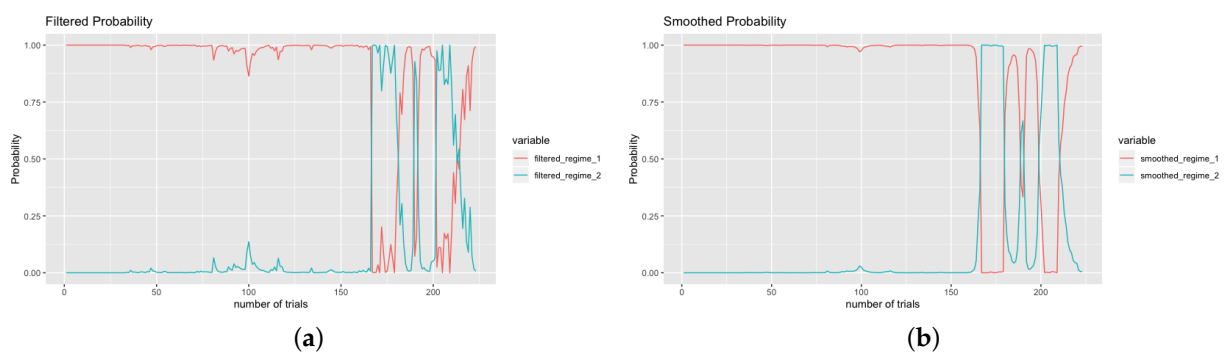 Filtered Probability
1.00
0.75
0.50
0.25
0.00
Probability
0
50
100
150
200
number of trials
variable
filtered_regime_1
filtered_regime_2
(a)
Smoothed Probability
1.00
0.75
0.50
0.25
0.00
Probability
0
50
100
150
200
number of trials
variable
smoothed_regime_1
smoothed_regime_2
(b)